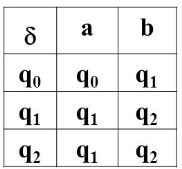 δ a b
q₀ q₀ q₁
q₁ q₁ q₂
q₂ q₁ q₂